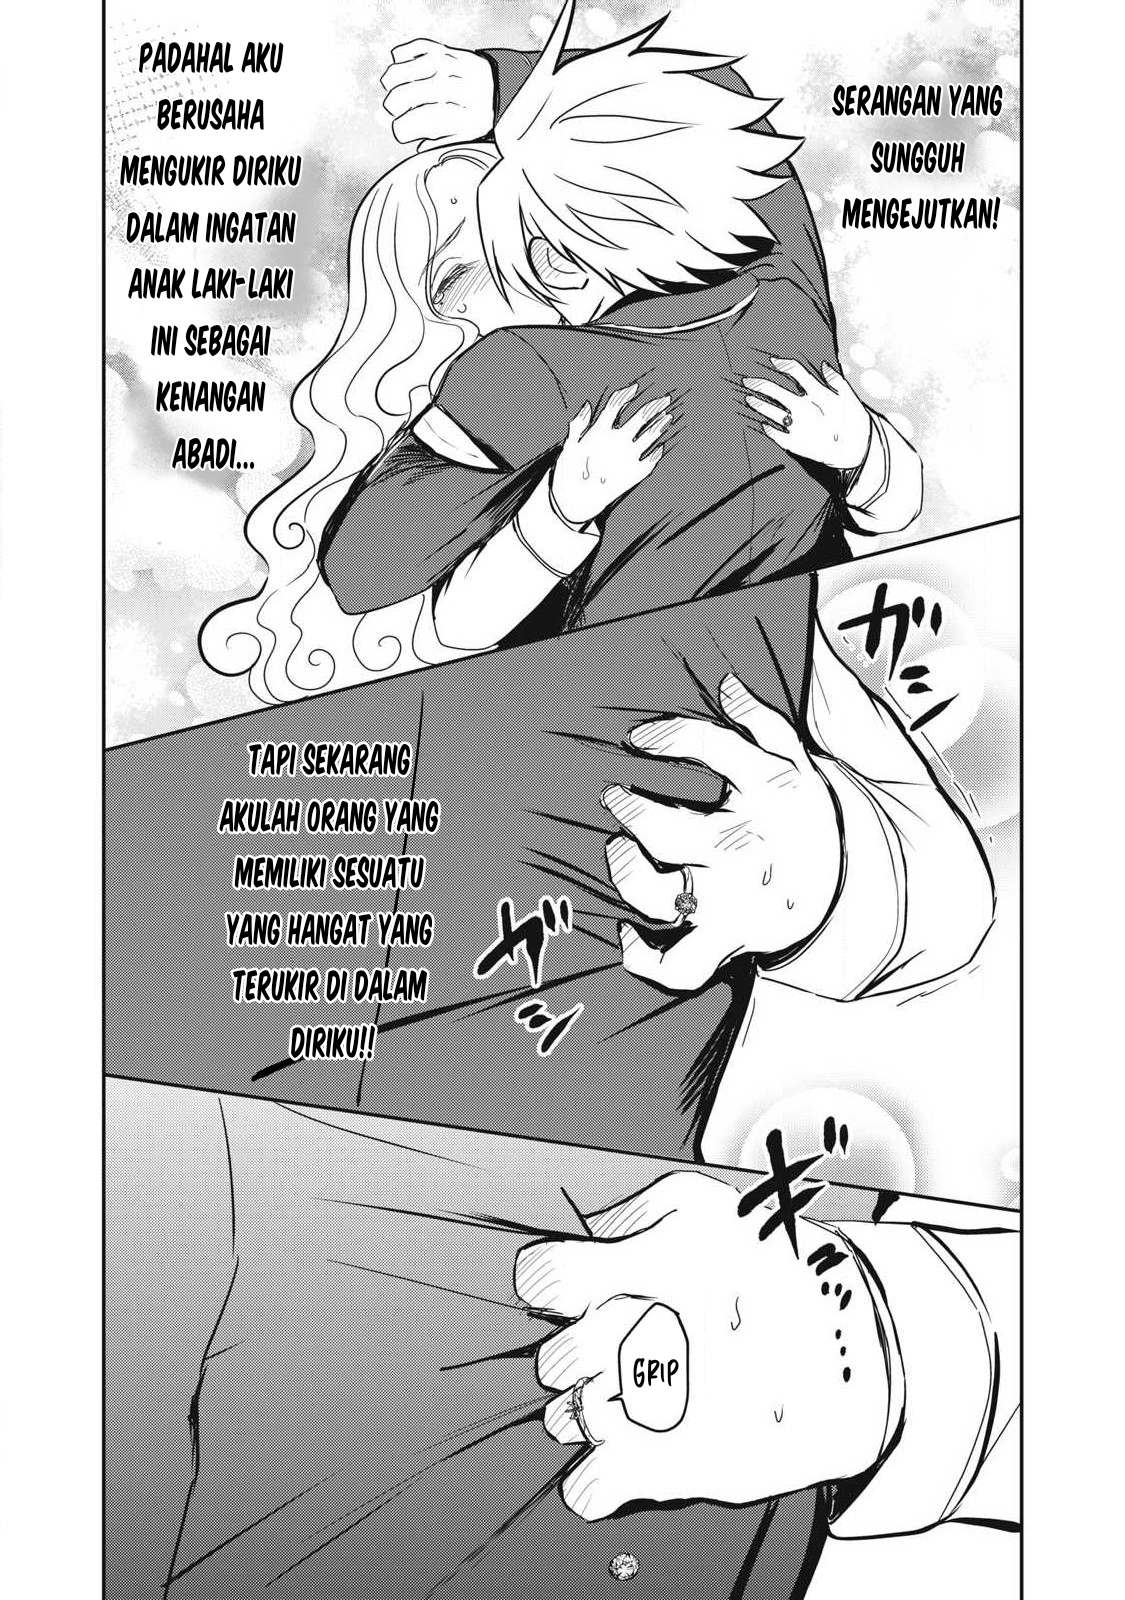 SERANGAN YANG
SUNGGUH
MENGEJUTKAN!
PADAHAL AKU
BERUSAHA
MENGUKIR DIRIKU
DALAM INGATAN
ANAK LAKI-LAKI
INI SEBAGAI
KENANGAN
ABADI...
ガシ
TAPI SEKARANG
AKULAH ORANG YANG
MEMILIKI SESUATU
YANG HANGAT YANG
TERUKIR DI DALAM
DIRIKU!!
ガシ
ギュ……
GRIP